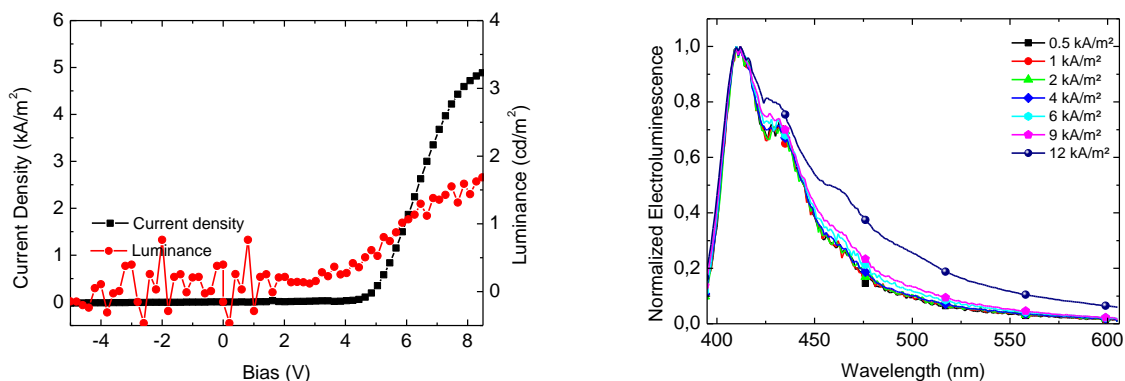 Current Density (kA/m²)
6
5
4
3
2
1
0
Current density
Luminance
-4 -2 0 2 4 6 8
Bias (V)
4
3
2
1
0
Luminance (cd/m²)
Normalized Electroluminescence
1,0
0,8
0,6
0,4
0,2
0,0
0.5 kA/m²
1 kA/m²
2 kA/m²
4 kA/m²
6 kA/m²
9 kA/m²
12 kA/m²
400 450 500 550 600
Wavelength (nm)